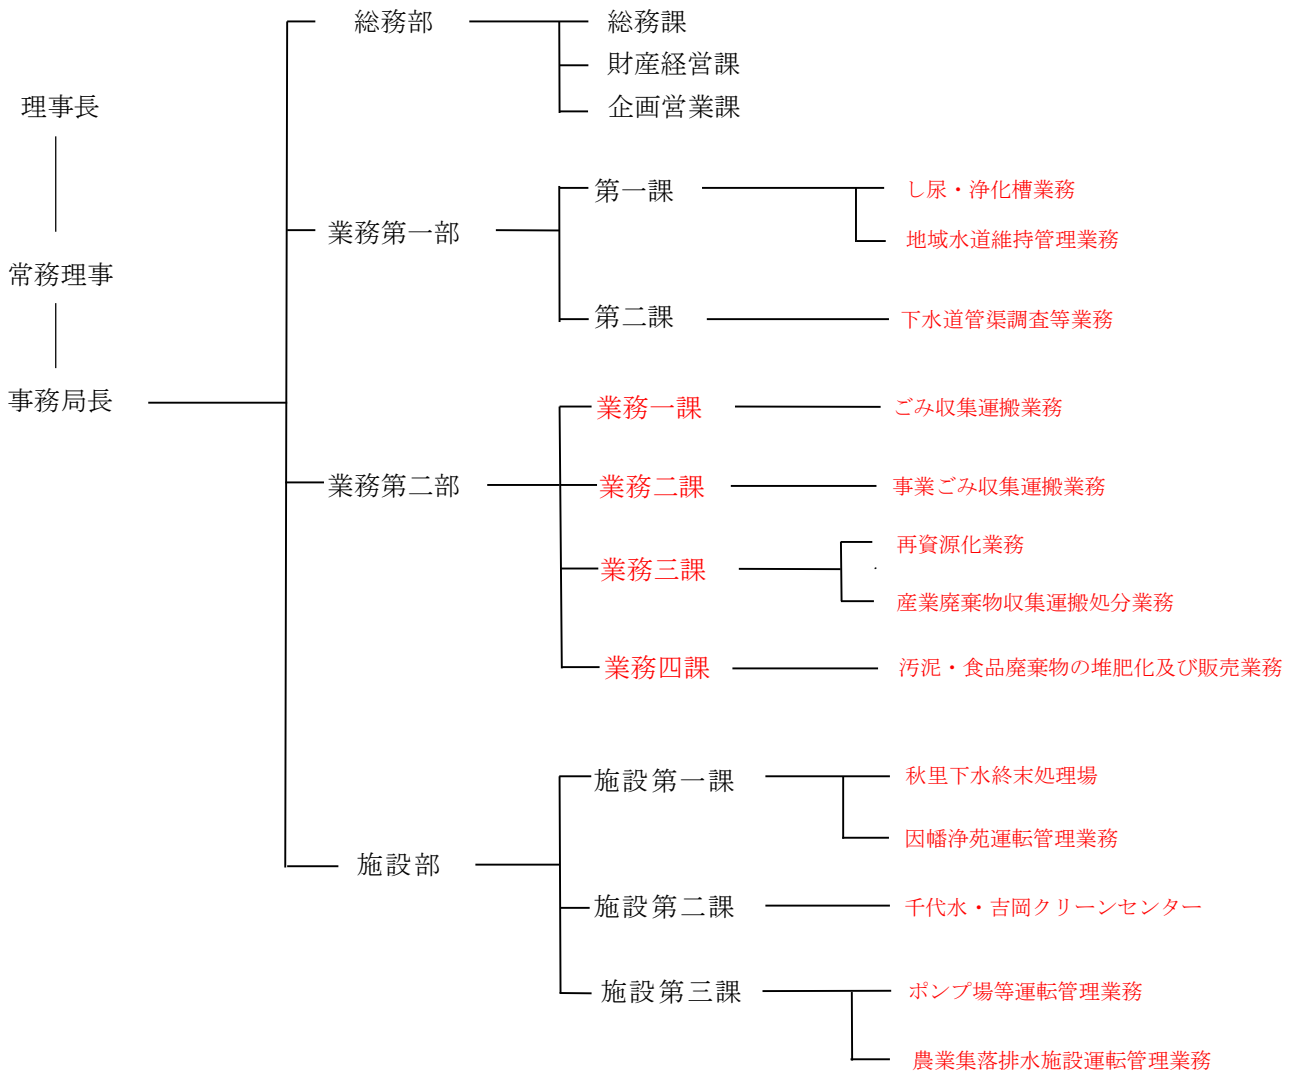 理事長
常務理事
事務局長
総務部
総務課
財産経営課
企画営業課
業務第一部
第一課
し尿・浄化槽業務
地域水道維持管理業務
第二課
下水道管渠調査等業務
業務第二部
業務一課
ごみ収集運搬業務
業務二課
事業ごみ収集運搬業務
業務三課
再資源化業務
産業廃棄物収集運搬処分業務
業務四課
汚泥・食品廃棄物の堆肥化及び販売業務
施設部
施設第一課
秋里下水終末処理場
因幡浄苑運転管理業務
施設第二課
千代水・吉岡クリーンセンター
施設第三課
ポンプ場等運転管理業務
農業集落排水施設運転管理業務